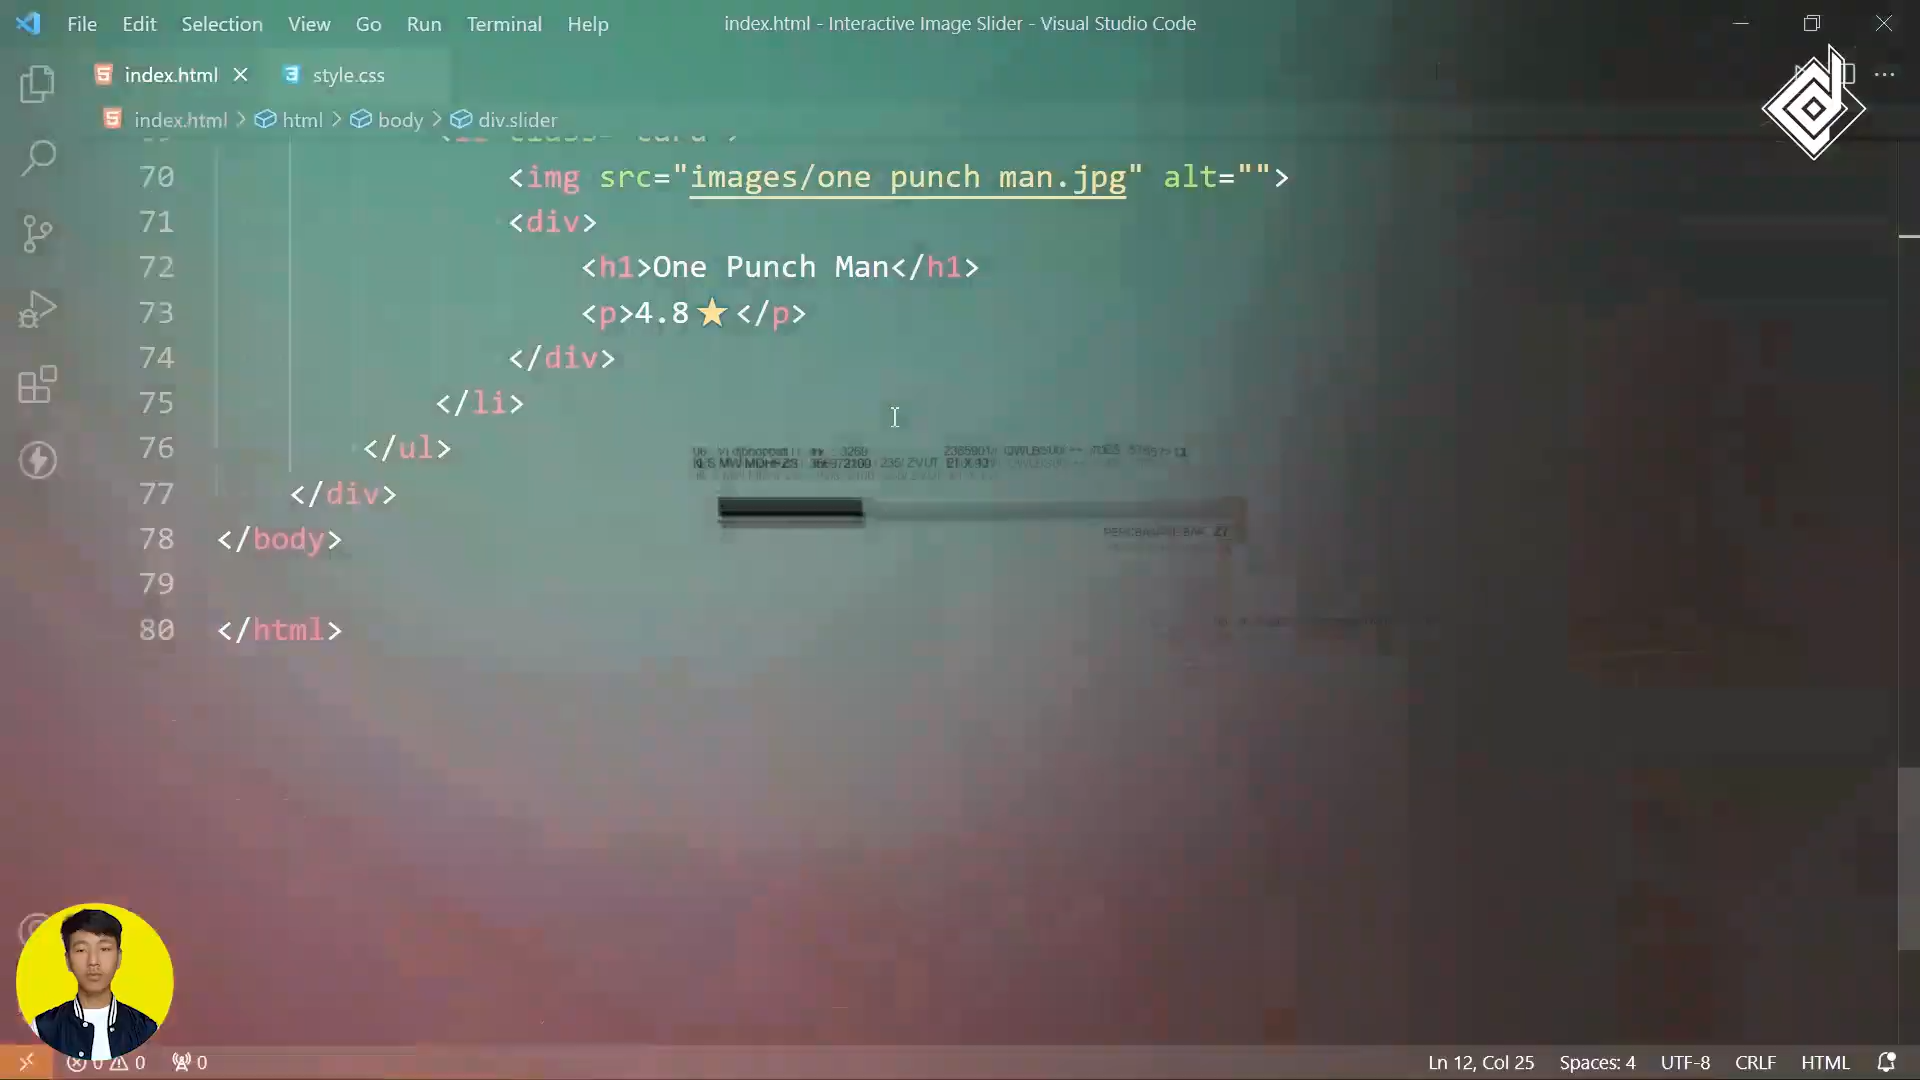 File Edit Selection View Go Run Terminal Help index.html - Interactive Image Slider - Visual Studio Code
index.html style.css
index.html > html > body > div.slider
70 <img src="images/one punch man.jpg" alt="">
71 <div>
72 <h1>One Punch Man</h1>
73 <p>4.8⭐</p>
74 </div>
75 </li>
76 </ul>
77 </div>
78 </body>
79
80 </html>
0 0 0 Ln 12, Col 25 Spaces: 4 UTF-8 CRLF HTML